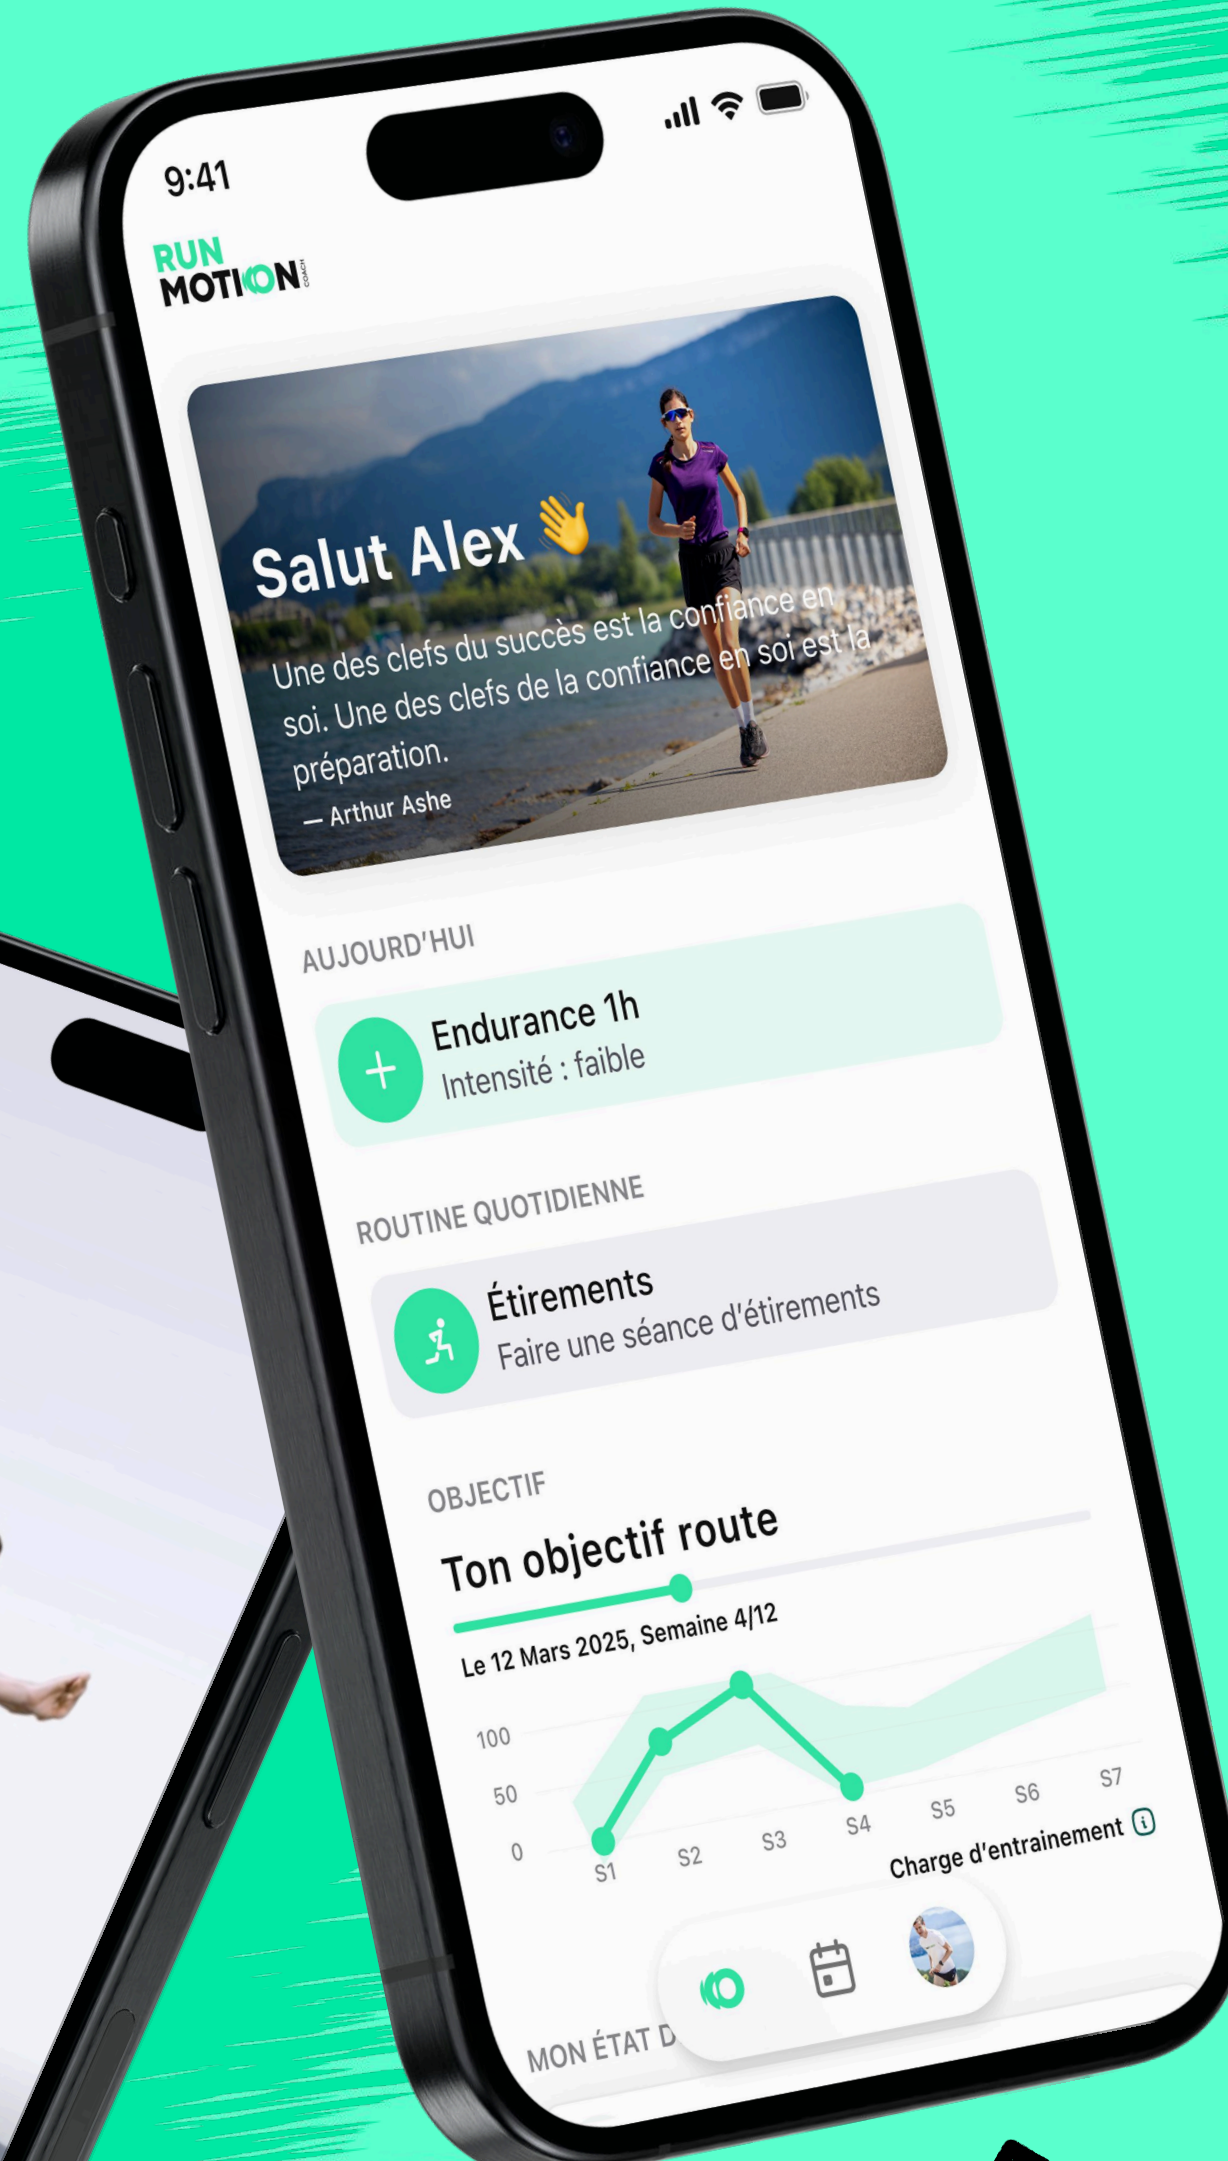 9:41
RUN
MOTION
COACH
Salut Alex 👋
Une des clefs du succès est la confiance en
soi. Une des clefs de la confiance en soi est la
préparation.
— Arthur Ashe
AUJOURD'HUI
Endurance 1h
Intensité : faible
ROUTINE QUOTIDIENNE
Étirements
Faire une séance d'étirements
OBJECTIF
Ton objectif route
Le 12 Mars 2025, Semaine 4/12
100
50
0
S1 S2 S3 S4 S5 S6 S7
Charge d'entrainement
MON ÉTAT D